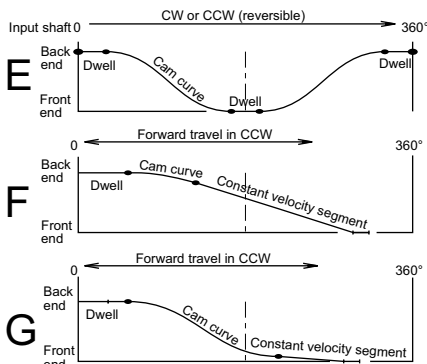 CW or CCW (reversible)
Input shaft 0 360°
Back end
Dwell
Cam curve
Dwell
Dwell
Front end
E
Forward travel in CCW
0 360°
Back end
Cam curve
Dwell
Constant velocity segment
F
Front end
Forward travel in CCW
0 360°
Back end
Dwell
Cam curve
Constant velocity segment
G
Front end